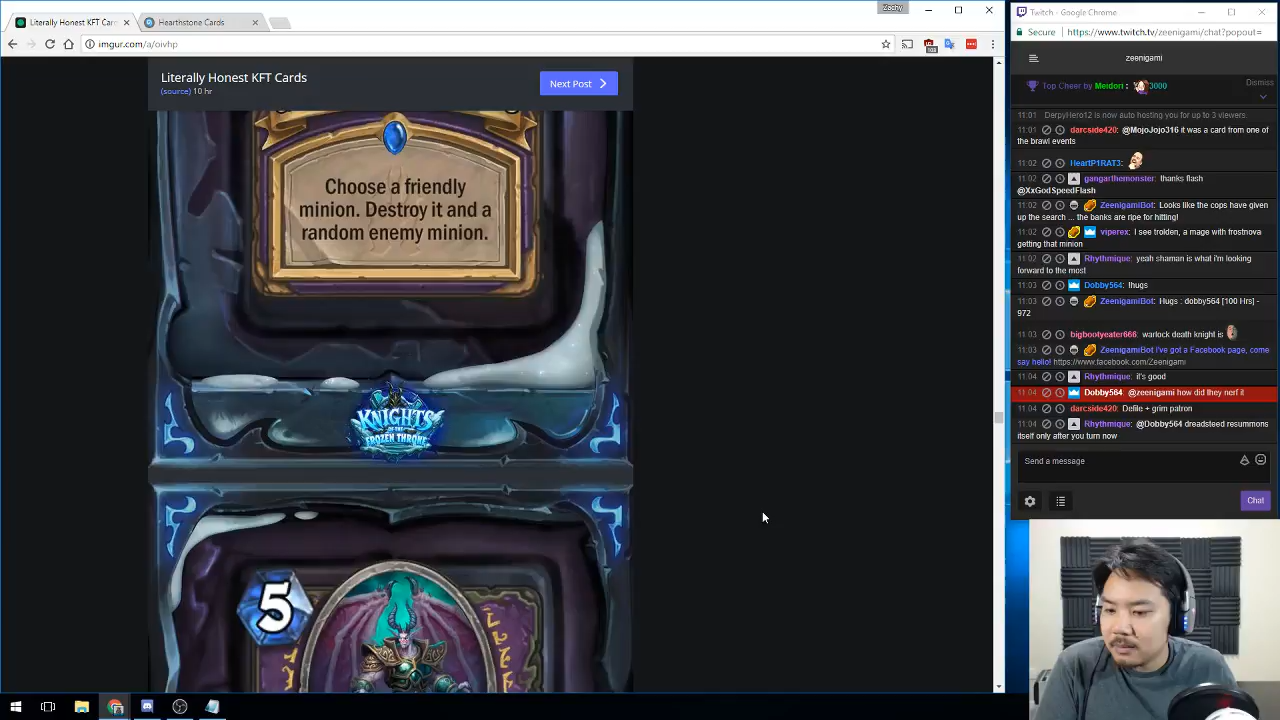 Zachy
Literally Honest KFT Card
Hearthstone Cards
imgur.com/a/oivhp
Literally Honest KFT Cards
(source) 10 hr
Next Post
Choose a friendly
minion. Destroy it and a
random enemy minion.
KNIGHTS
OF THE
FROZEN THRONE
5
Twitch - Google Chrome
Secure https://www.twitch.tv/zeenigami/chat?popout=
zeenigami
Top Cheer by Meidori : 3000
Dismiss
11:01 DerpyHero12 is now auto hosting you for up to 3 viewers.
11:01 darcside420: @MojoJojo316 it was a card from one of
the brawl events
11:02 HeartP1RAT3:
11:02 gangarthemonster: thanks flash
@XxGodSpeedFlash
11:02 ZeenigamiBot: Looks like the cops have given
up the search ... the banks are ripe for hitting!
11:02 viperex: I see trolden, a mage with frostnova
getting that minion
11:02 Rhythmique: yeah shaman is what i'm looking
forward to the most
11:03 Dobby564: !hugs
11:03 ZeenigamiBot: Hugs : dobby564 [100 Hrs] -
972
11:03 bigbootyeater666: warlock death knight is
11:03 ZeenigamiBot I've got a Facebook page, come
say hello! https://www.facebook.com/Zeenigami
11:04 Rhythmique: it's good
11:04 Dobby564: @zeenigami how did they nerf it
11:04 darcside420: Defile + grim patron
11:04 Rhythmique: @Dobby564 dreadsteed resummons
itself only after you turn now
Send a message
Chat